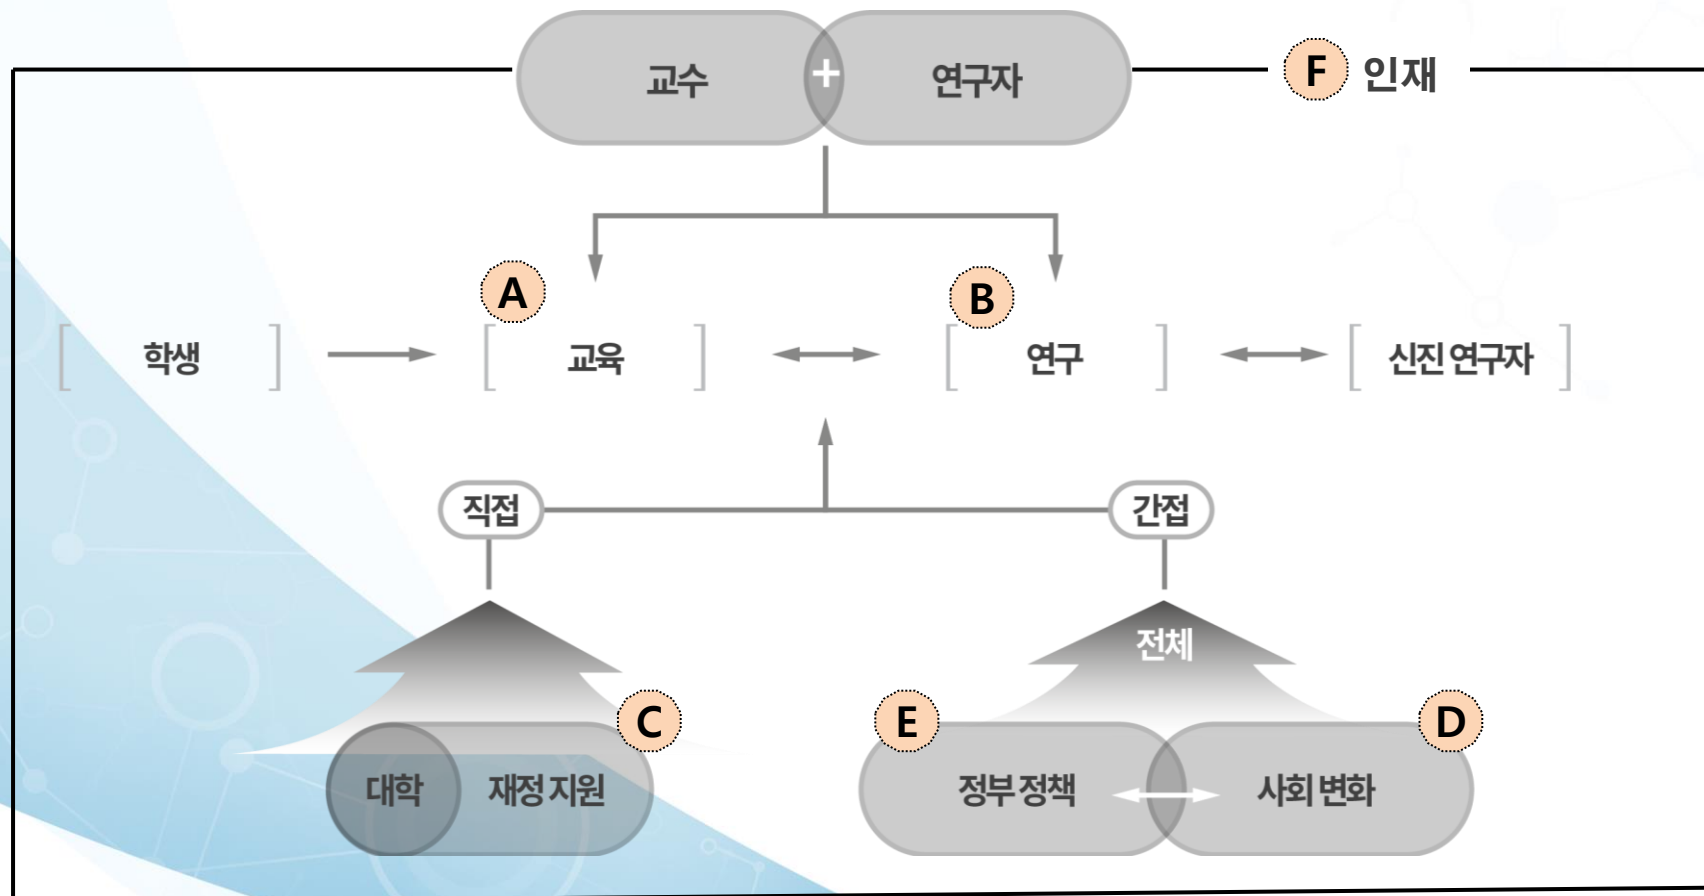 교수
+
연구자
F 인재
A
B
학생
교육
연구
신진 연구자
직접
간접
전체
C
E
D
대학
재정 지원
정부 정책
사회 변화